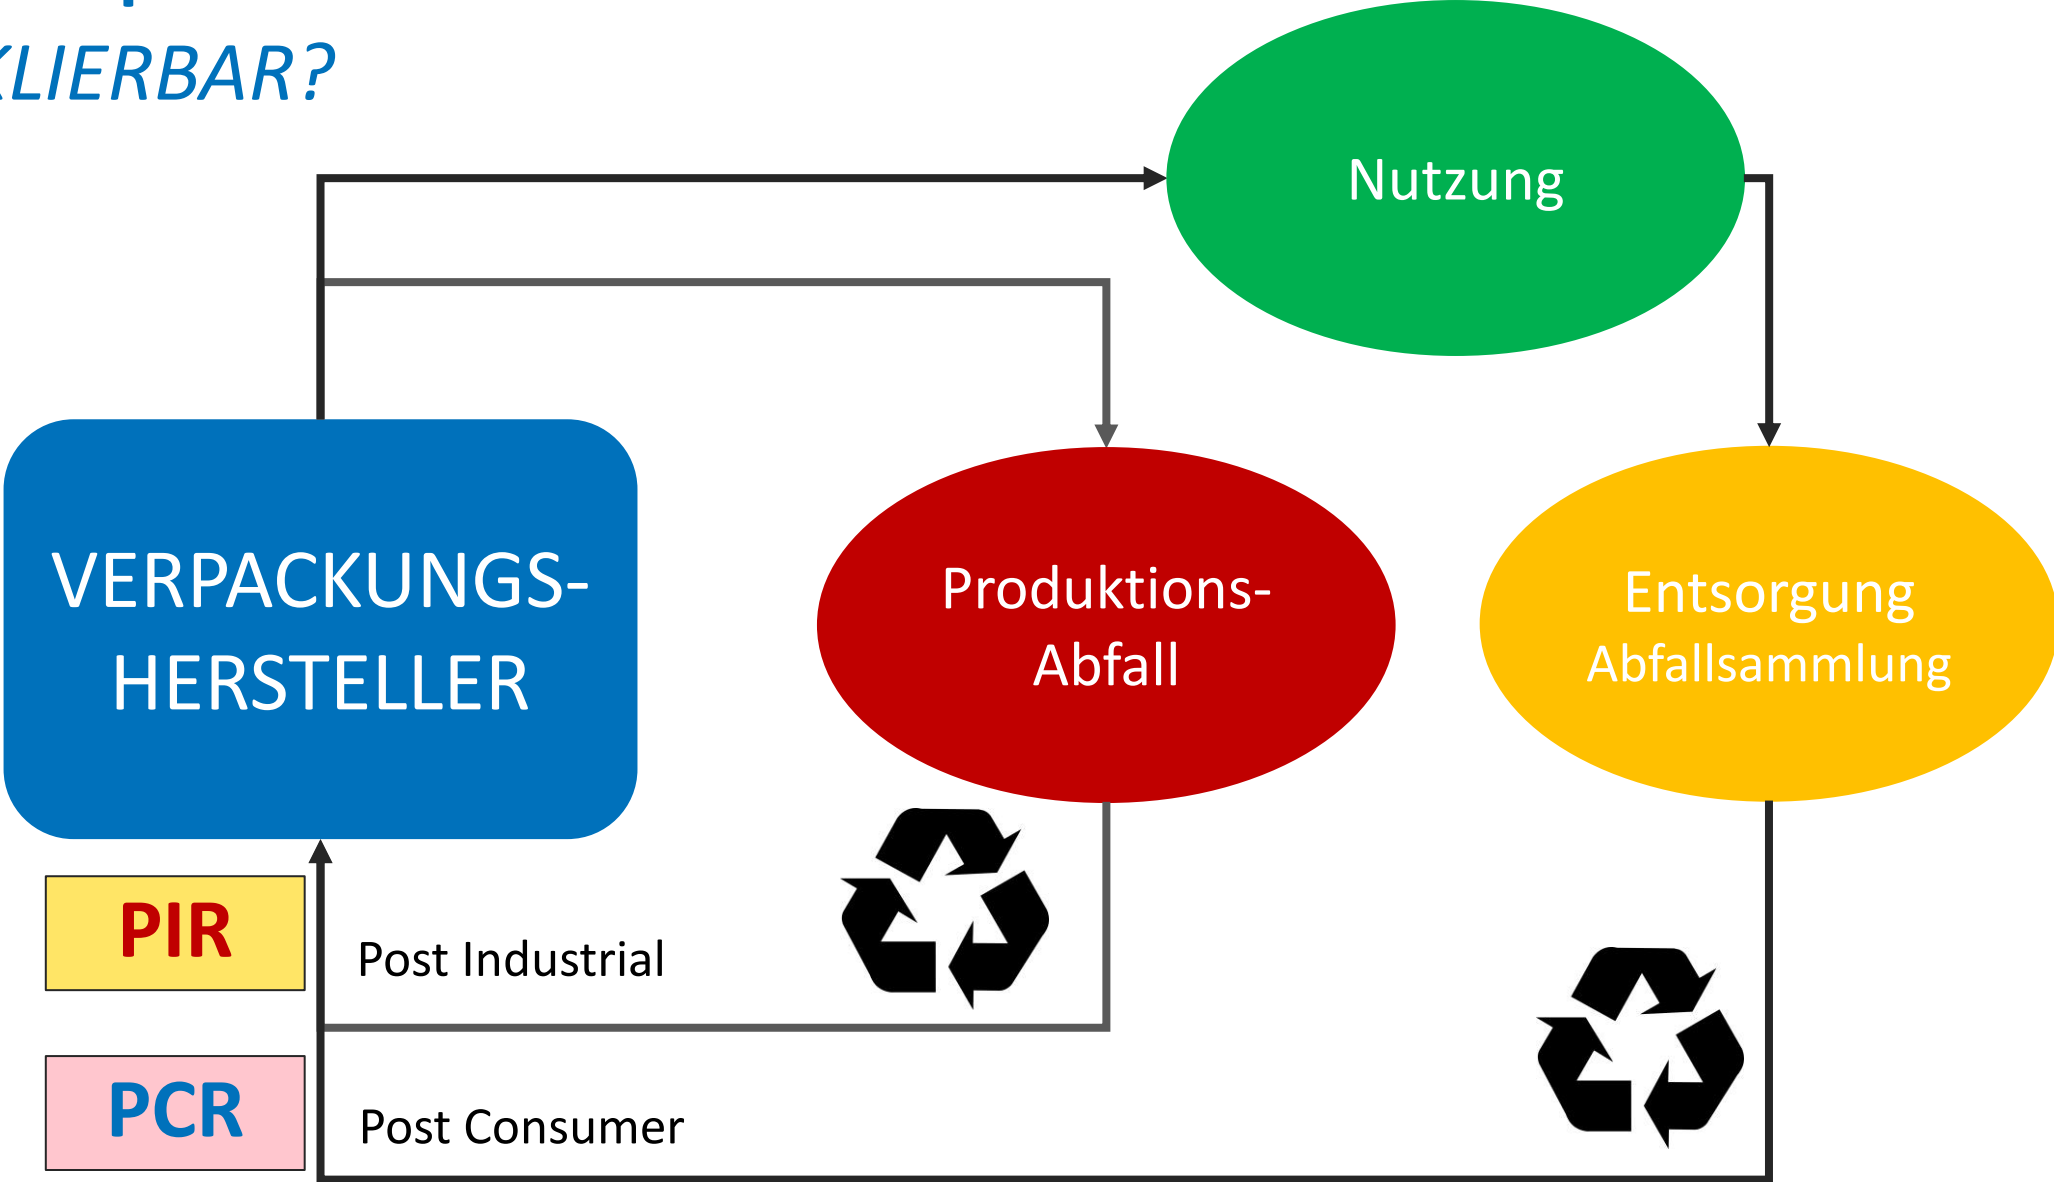 KLIERBAR?
Nutzung
VERPACKUNGS-
HERSTELLER
Produktions-
Abfall
Entsorgung
Abfallsammlung
PIR
Post Industrial
PCR
Post Consumer